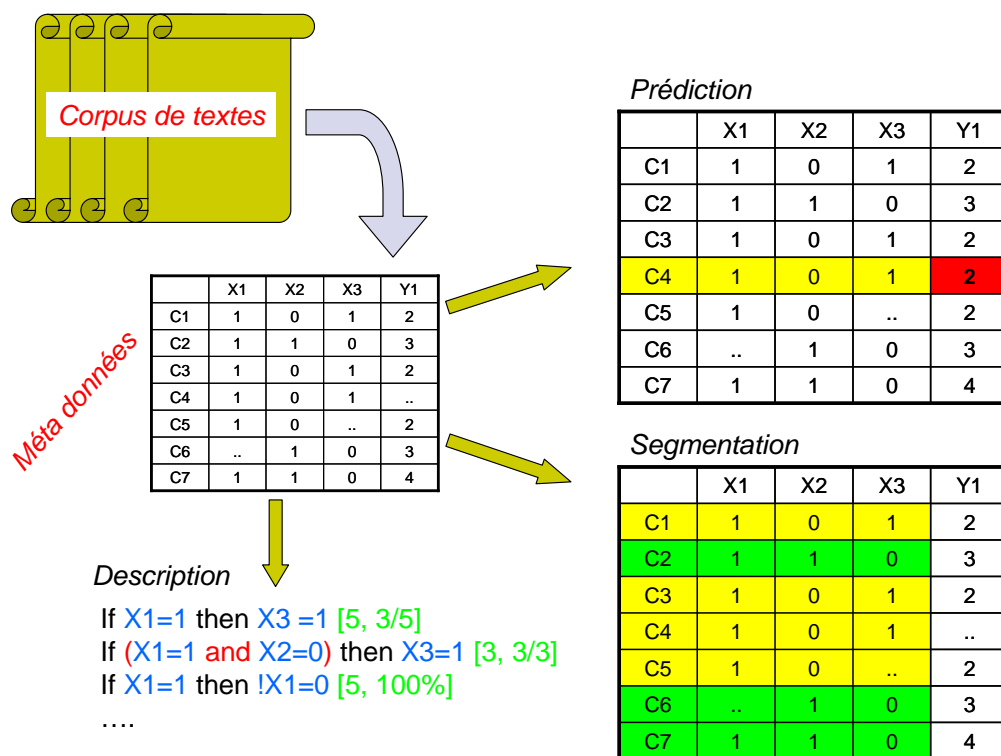 Corpus de textes
Méta données
X1 X2 X3 Y1
C1 1 0 1 2
C2 1 1 0 3
C3 1 0 1 2
C4 1 0 1 ..
C5 1 0 .. 2
C6 .. 1 0 3
C7 1 1 0 4
Description
If X1=1 then X3 =1 [5, 3/5]
If (X1=1 and X2=0) then X3=1 [3, 3/3]
If X1=1 then !X1=0 [5, 100%]
….
Prédiction
X1 X2 X3 Y1
C1 1 0 1 2
C2 1 1 0 3
C3 1 0 1 2
C4 1 0 1 2
C5 1 0 .. 2
C6 .. 1 0 3
C7 1 1 0 4
Segmentation
X1 X2 X3 Y1
C1 1 0 1 2
C2 1 1 0 3
C3 1 0 1 2
C4 1 0 1 ..
C5 1 0 .. 2
C6 .. 1 0 3
C7 1 1 0 4